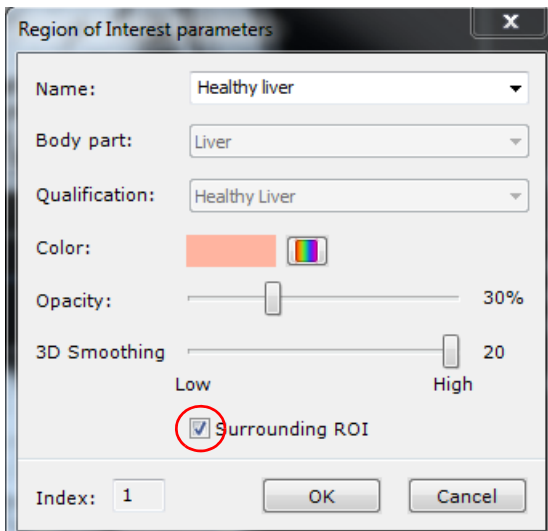 Region of Interest parameters
x
Name: Healthy liver
Body part: Liver
Qualification: Healthy Liver
Color:
Opacity: 30%
3D Smoothing 20
Low High
Surrounding ROI
Index: 1 OK Cancel